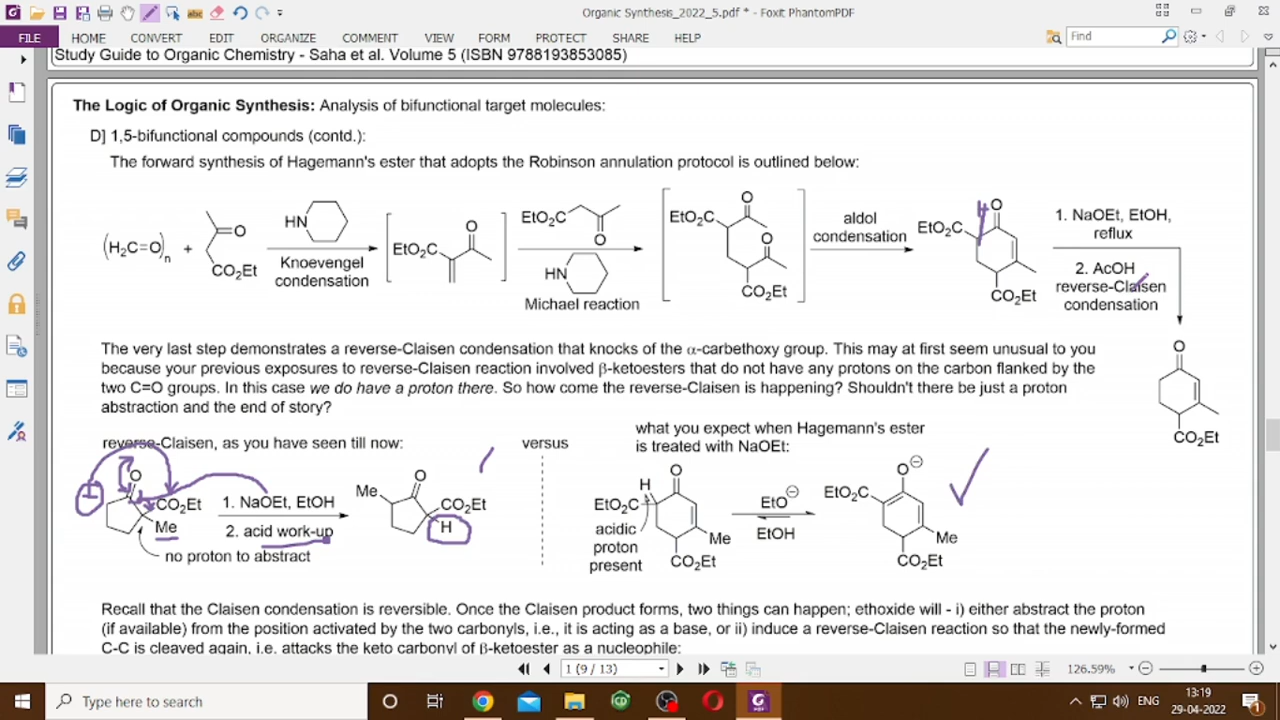 Organic Synthesis_2022_5.pdf * - Foxit PhantomPDF
FILE HOME CONVERT EDIT ORGANIZE COMMENT VIEW FORM PROTECT SHARE HELP Find
Study Guide to Organic Chemistry - Saha et al. Volume 5 (ISBN 9788193853085)
The Logic of Organic Synthesis: Analysis of bifunctional target molecules:
D] 1,5-bifunctional compounds (contd.):
The forward synthesis of Hagemann's ester that adopts the Robinson annulation protocol is outlined below:
(H₂C=O)n + O CO₂Et
HN
Knoevengel
condensation
EtO₂C O
EtO₂C O
HN
Michael reaction
EtO₂C O
O
CO₂Et
aldol
condensation
H O
EtO₂C
CO₂Et
1. NaOEt, EtOH,
reflux
2. AcOH
reverse-Claisen
condensation
O
CO₂Et
The very last step demonstrates a reverse-Claisen condensation that knocks of the α-carbethoxy group. This may at first seem unusual to you
because your previous exposures to reverse-Claisen reaction involved β-ketoesters that do not have any protons on the carbon flanked by the
two C=O groups. In this case we do have a proton there. So how come the reverse-Claisen is happening? Shouldn't there be just a proton
abstraction and the end of story?
reverse-Claisen, as you have seen till now:
O
CO₂Et
Me
no proton to abstract
1. NaOEt, EtOH
2. acid work-up
Me O
CO₂Et
H
versus
what you expect when Hagemann's ester
is treated with NaOEt:
H O
EtO₂C
acidic
proton
present
Me
CO₂Et
EtO⊖
EtOH
O⊖
EtO₂C
Me
CO₂Et
Recall that the Claisen condensation is reversible. Once the Claisen product forms, two things can happen; ethoxide will - i) either abstract the proton
(if available) from the position activated by the two carbonyls, i.e., it is acting as a base, or ii) induce a reverse-Claisen reaction so that the newly-formed
C-C is cleaved again, i.e. attacks the keto carbonyl of β-ketoester as a nucleophile:
1 (9 / 13) 126.59%
Type here to search
ENG
13:19
29-04-2022